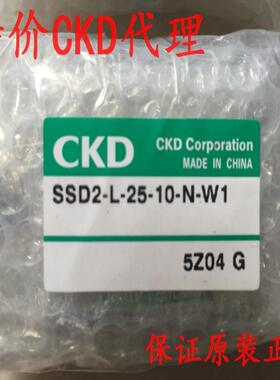 价CKD代理
CKD
CKD Corporation
MADE IN CHINA
SSD2-L-25-10-N-W1
5Z04 G
保证原装正